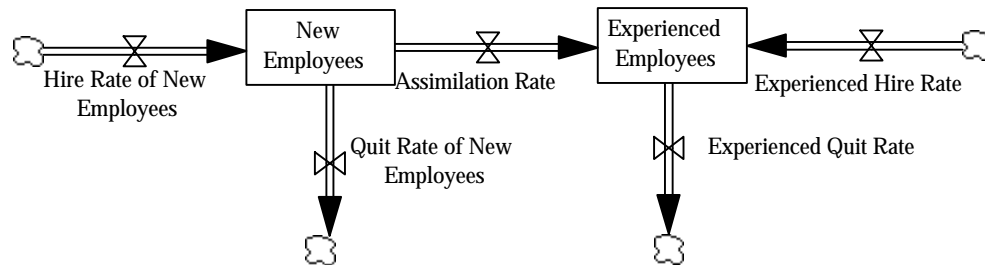 New
Employees
Experienced
Employees
Hire Rate of New
Employees
Assimilation Rate
Experienced Hire Rate
Quit Rate of New
Employees
Experienced Quit Rate